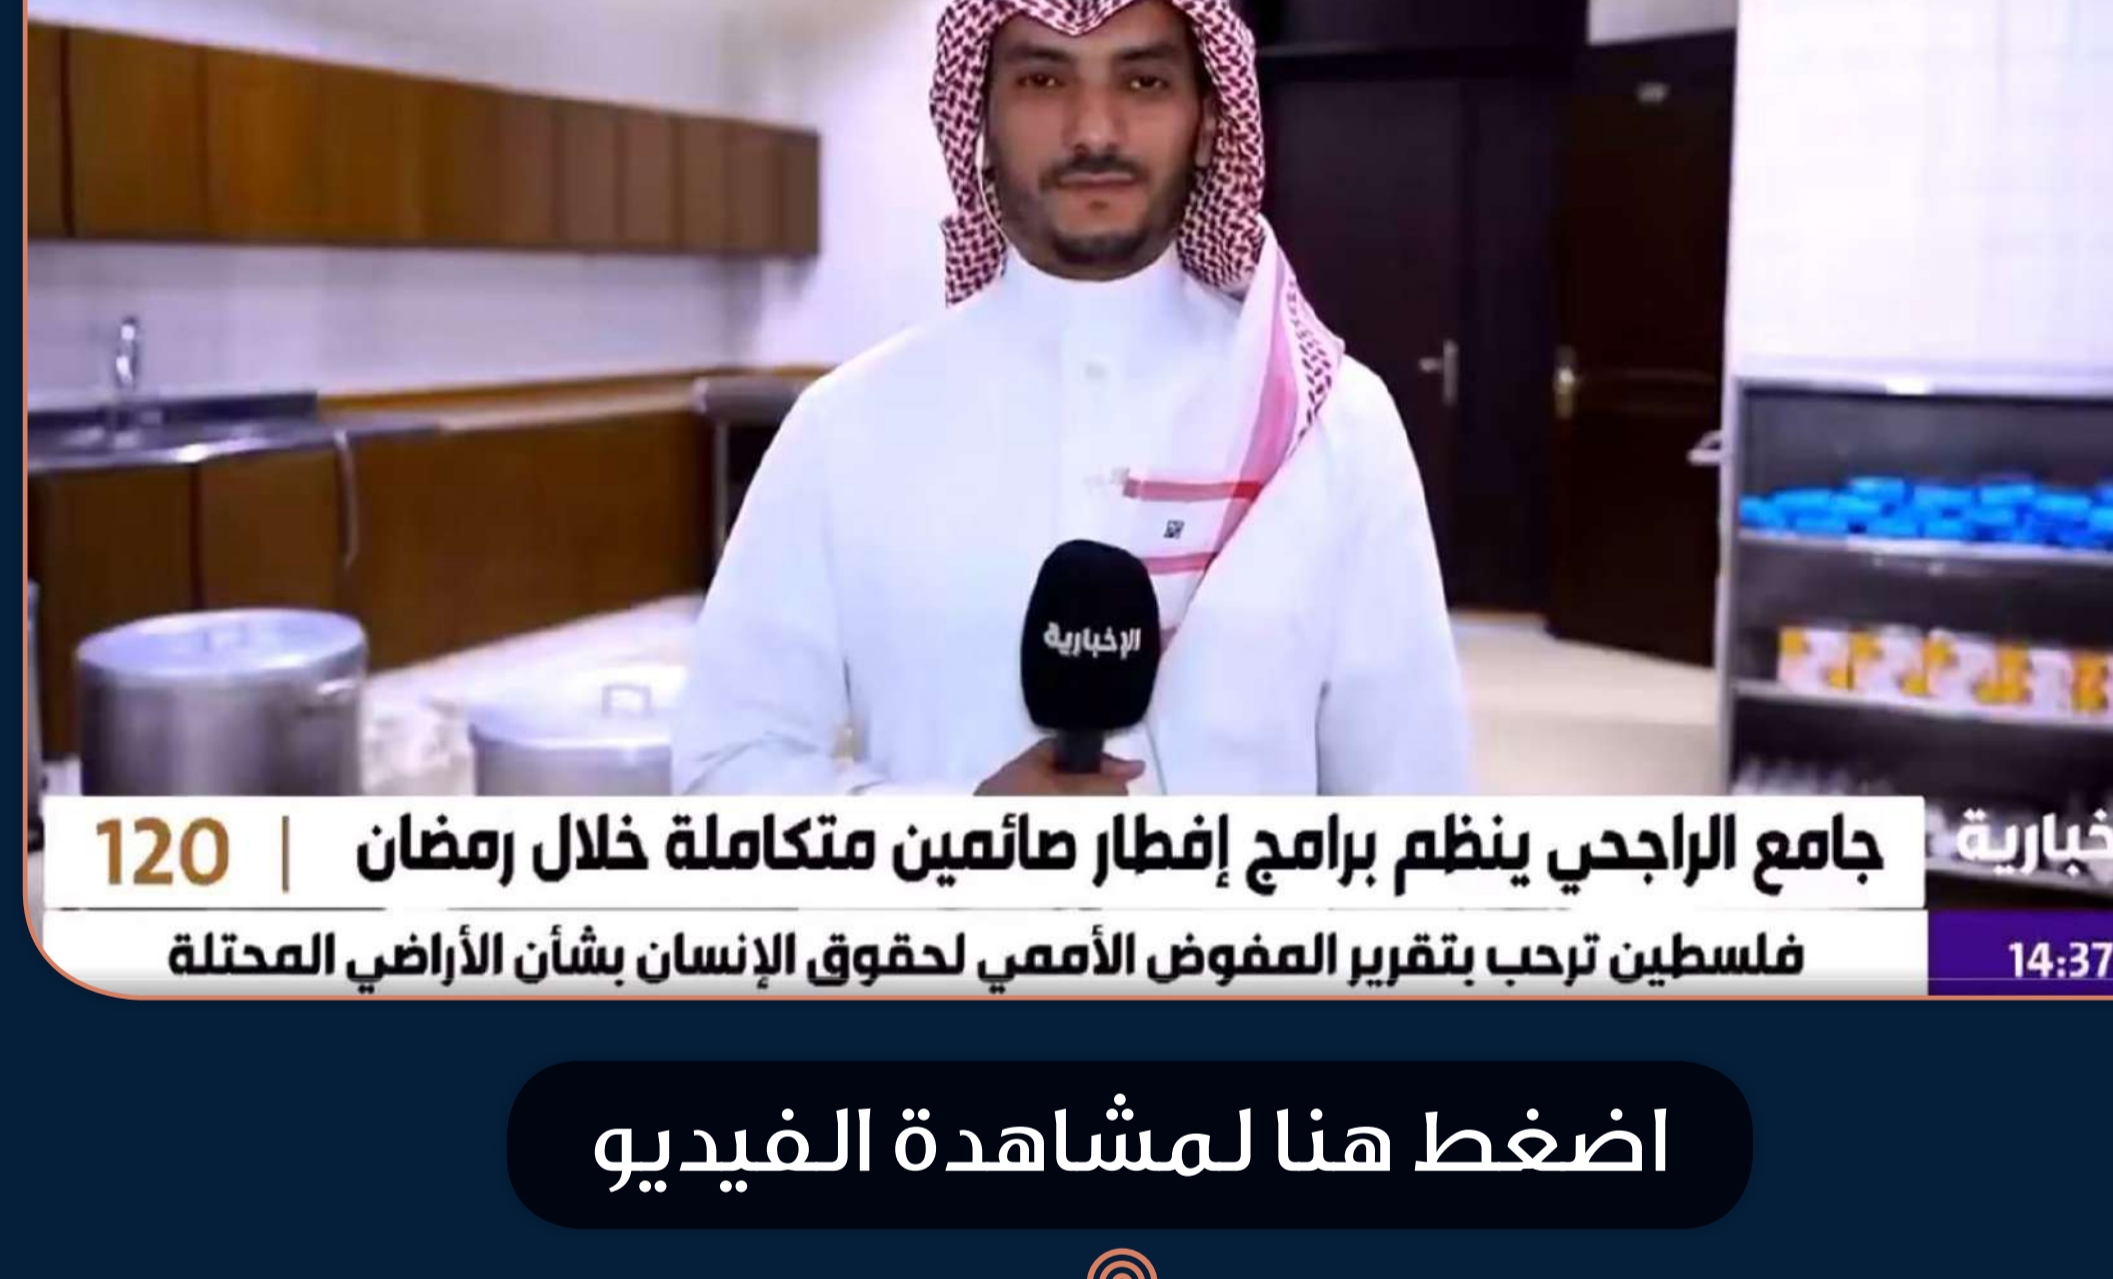 الإخبارية
جامع الراجحي ينظم برامج إفطار صائمين متكاملة خلال رمضان | 120
14:37 فلسطين ترحب بتقرير المفوض الأممي لحقوق الإنسان بشأن الأراضي المحتلة
اضغط هنا لمشاهدة الفيديو